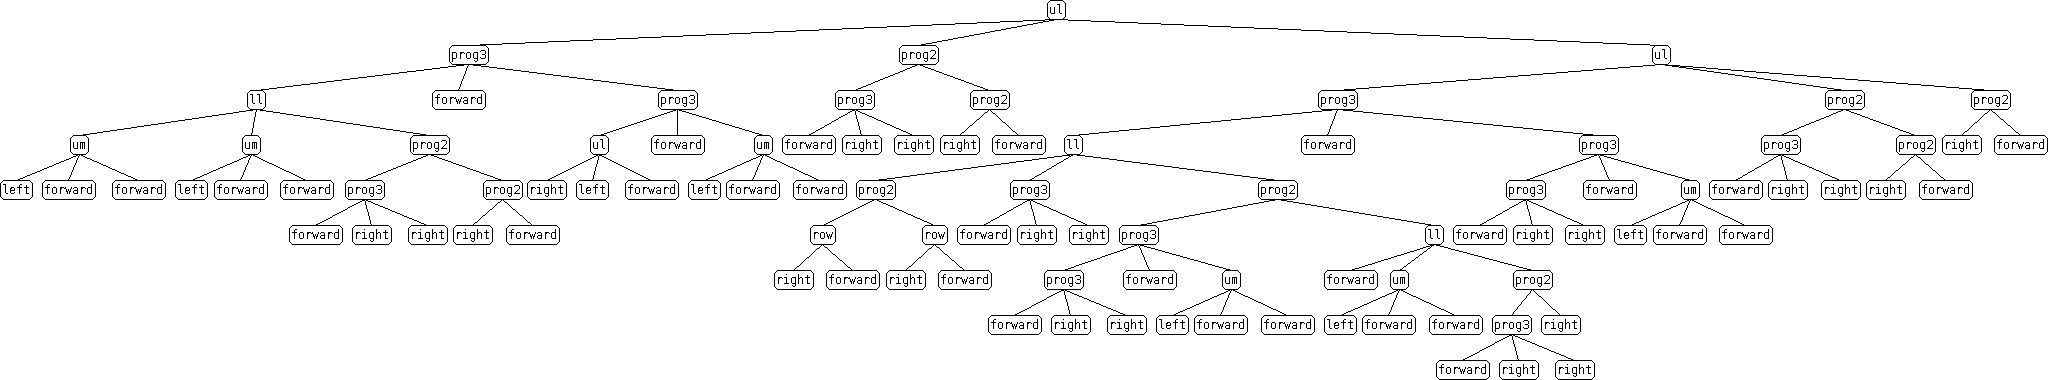 ul
prog3 prog2 ul
ll forward prog3 prog3 prog2 prog3 prog2 prog2
um um prog2 ul forward um forward right right right forward ll forward prog3 prog3 prog2 right forward
left forward forward left forward forward prog3 prog2 right left forward left forward forward prog2 prog3 prog2 prog3 forward um forward right right right forward
forward right right right forward row row forward right right prog3 ll forward right right left forward forward
right forward right forward prog3 forward um forward um prog2
forward right right left forward forward left forward forward prog3 right
forward right right